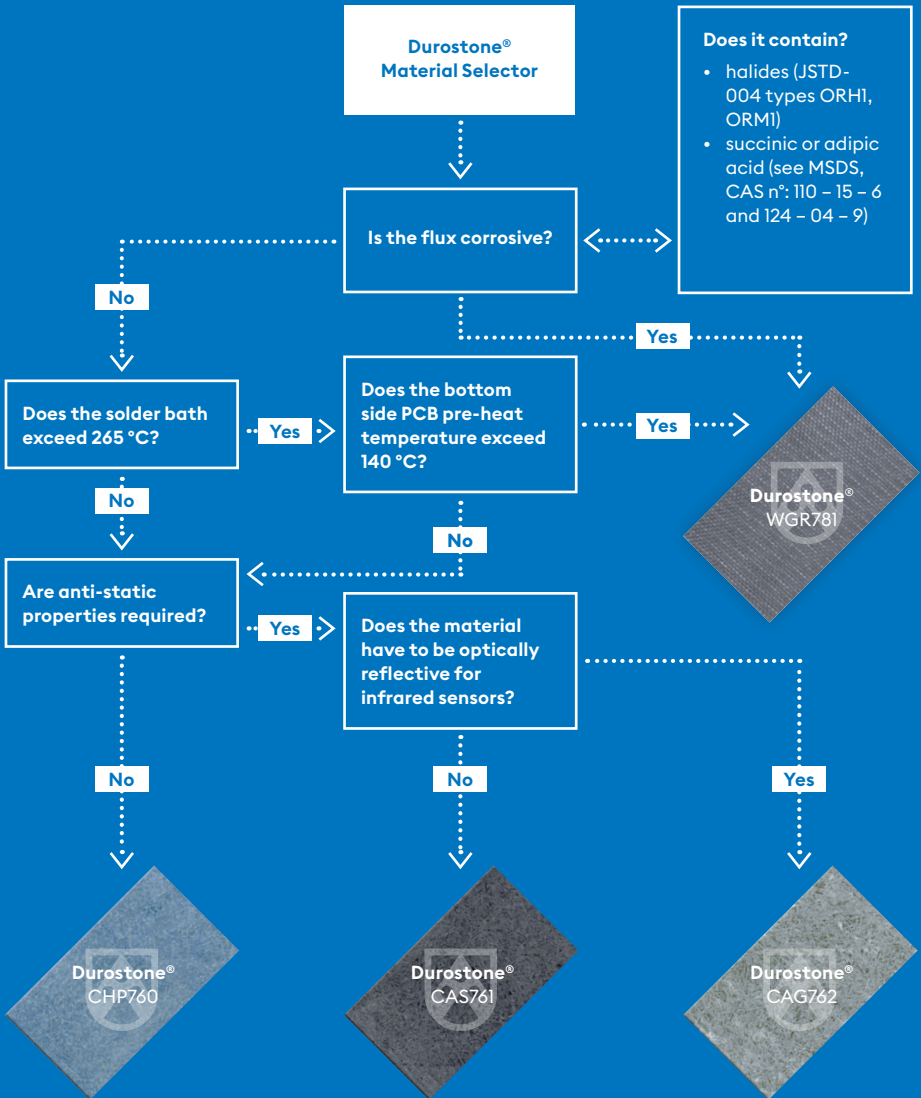 Durostone®
Material Selector
Does it contain?
• halides (JSTD-
004 types ORH1,
ORM1)
• succinic or adipic
acid (see MSDS,
CAS n°: 110 – 15 – 6
and 124 – 04 – 9)
Is the flux corrosive?
No
Yes
Does the solder bath
exceed 265 °C?
Yes
Does the bottom
side PCB pre-heat
temperature exceed
140 °C?
Yes
Durostone®
WGR781
No
No
Are anti-static
properties required?
Yes
Does the material
have to be optically
reflective for
infrared sensors?
No
No
Yes
Durostone®
CHP760
Durostone®
CAS761
Durostone®
CAG762